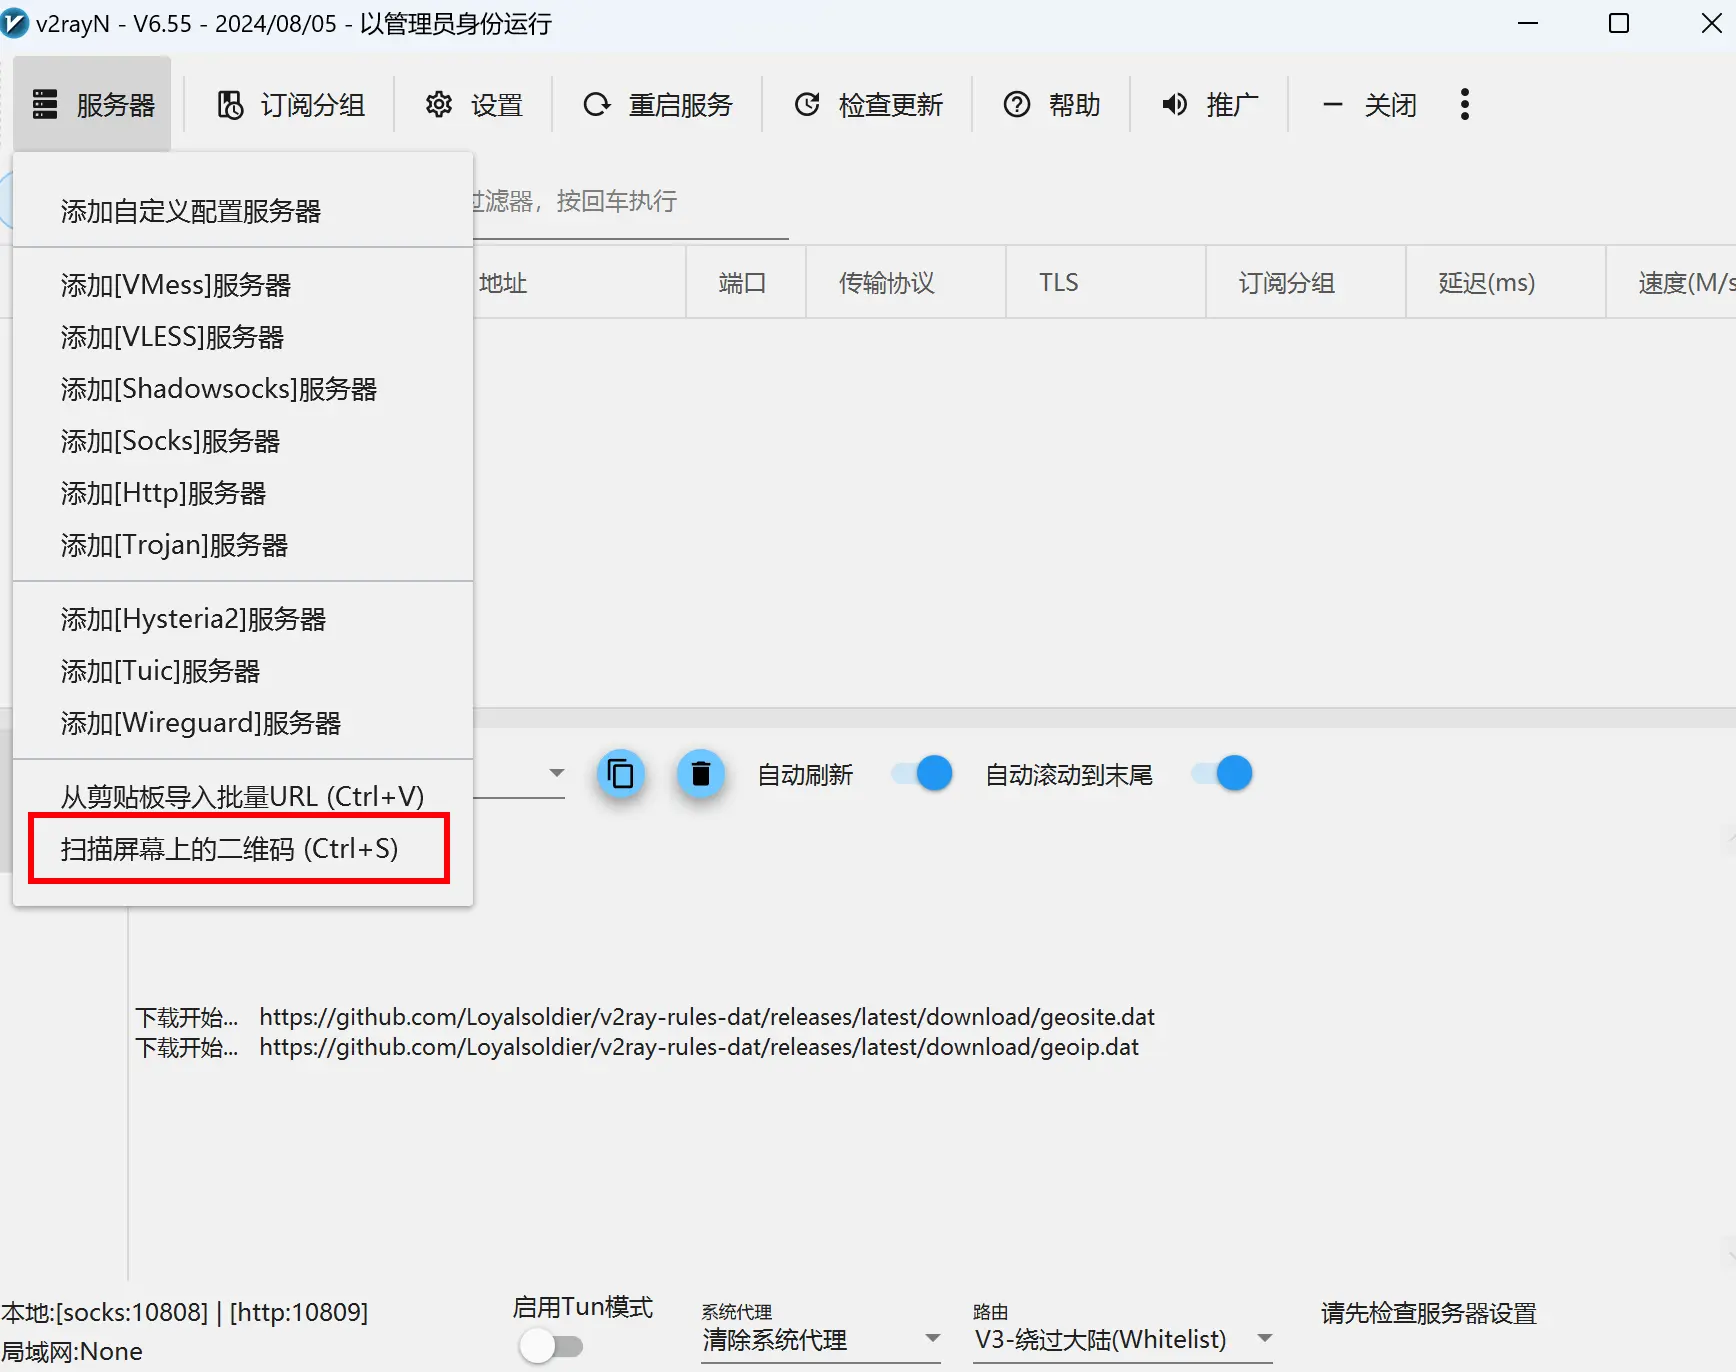 v2rayN - V6.55 - 2024/08/05 - 以管理员身份运行
服务器 订阅分组 设置 重启服务 检查更新 帮助 推广 关闭
添加自定义配置服务器
过滤器，按回车执行
地址 端口 传输协议 TLS 订阅分组 延迟(ms) 速度(M/s
添加[VMess]服务器
添加[VLESS]服务器
添加[Shadowsocks]服务器
添加[Socks]服务器
添加[Http]服务器
添加[Trojan]服务器
添加[Hysteria2]服务器
添加[Tuic]服务器
添加[Wireguard]服务器
自动刷新 自动滚动到末尾
从剪贴板导入批量URL (Ctrl+V)
扫描屏幕上的二维码 (Ctrl+S)
下载开始... https://github.com/Loyalsoldier/v2ray-rules-dat/releases/latest/download/geosite.dat
下载开始... https://github.com/Loyalsoldier/v2ray-rules-dat/releases/latest/download/geoip.dat
本地:[socks:10808] | [http:10809]
局域网:None
启用Tun模式
系统代理
清除系统代理
路由
V3-绕过大陆(Whitelist)
请先检查服务器设置